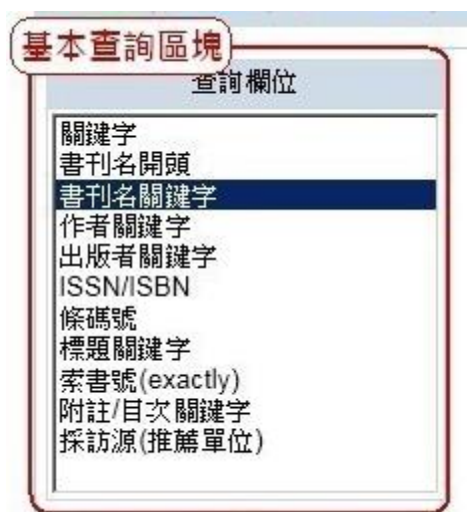 基本查詢區塊
查詢欄位
關鍵字
書刊名開頭
書刊名關鍵字
作者關鍵字
出版者關鍵字
ISSN/ISBN
條碼號
標題關鍵字
索書號(exactly)
附註/目次關鍵字
採訪源(推薦單位)